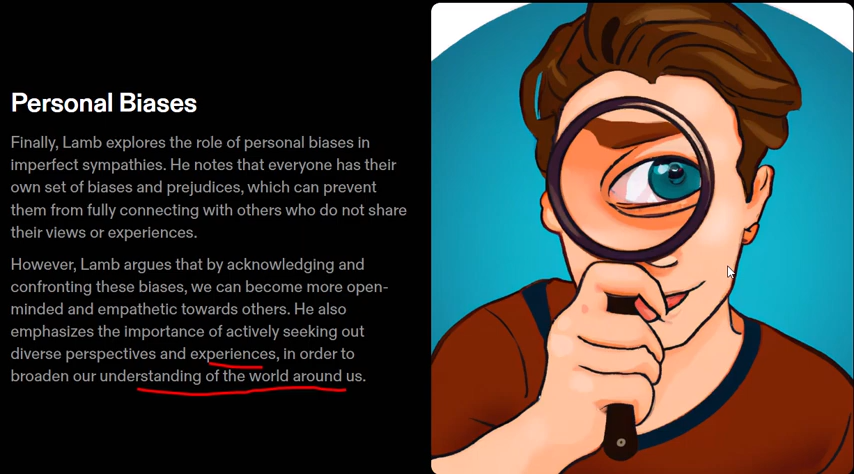 Personal Biases
Finally, Lamb explores the role of personal biases in
imperfect sympathies. He notes that everyone has their
own set of biases and prejudices, which can prevent
them from fully connecting with others who do not share
their views or experiences.
However, Lamb argues that by acknowledging and
confronting these biases, we can become more open-
minded and empathetic towards others. He also
emphasizes the importance of actively seeking out
diverse perspectives and experiences, in order to
broaden our understanding of the world around us.